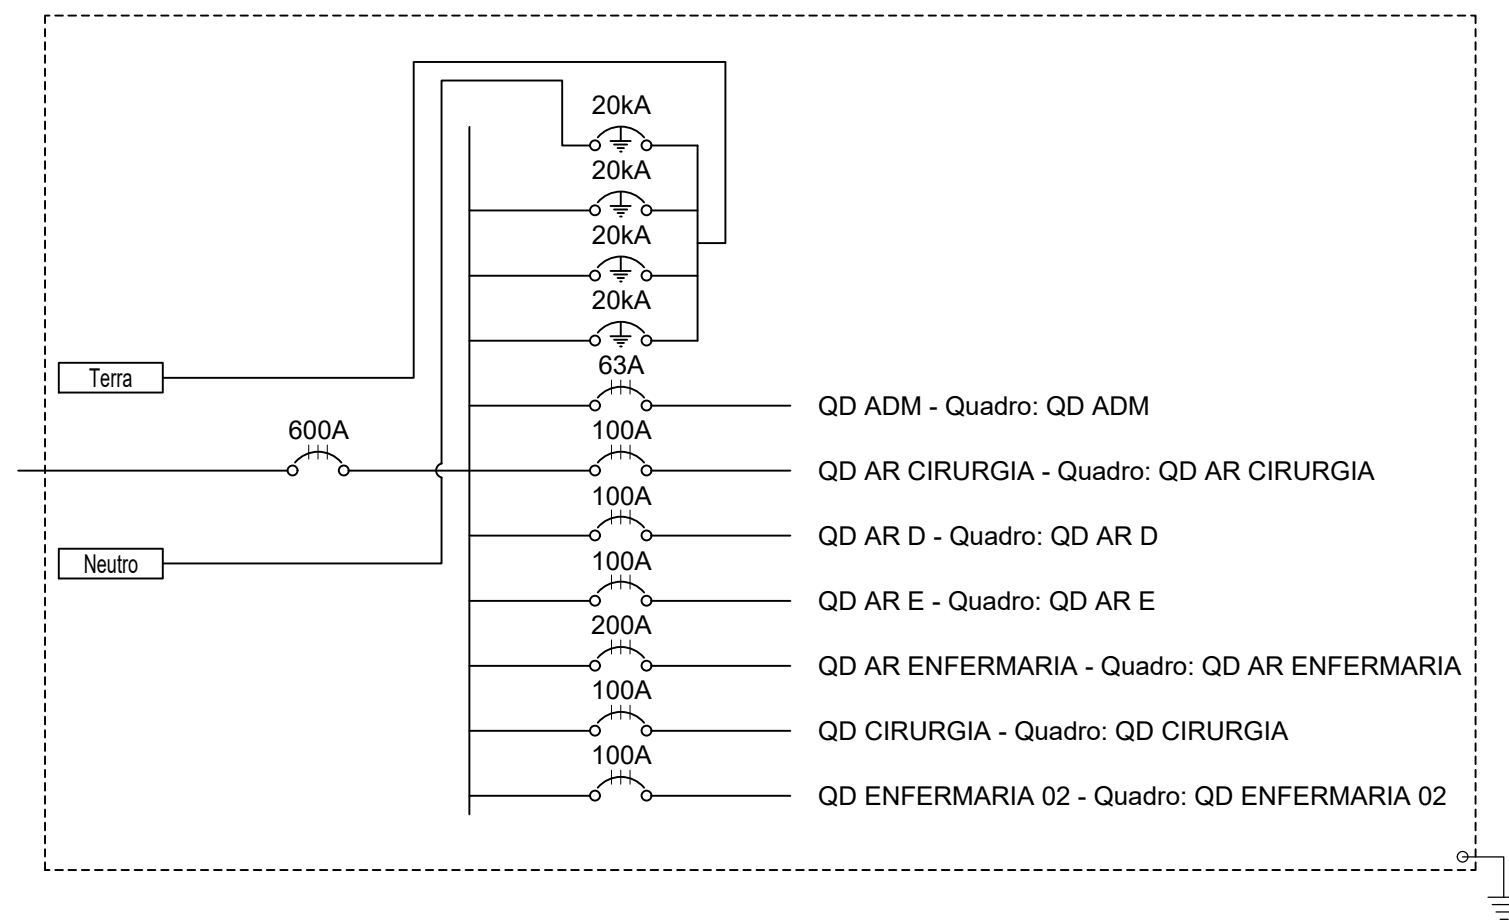 20kA
20kA
20kA
20kA
Terra
63A
QD ADM - Quadro: QD ADM
600A
100A
QD AR CIRURGIA - Quadro: QD AR CIRURGIA
100A
QD AR D - Quadro: QD AR D
Neutro
100A
QD AR E - Quadro: QD AR E
200A
QD AR ENFERMARIA - Quadro: QD AR ENFERMARIA
100A
QD CIRURGIA - Quadro: QD CIRURGIA
100A
QD ENFERMARIA 02 - Quadro: QD ENFERMARIA 02